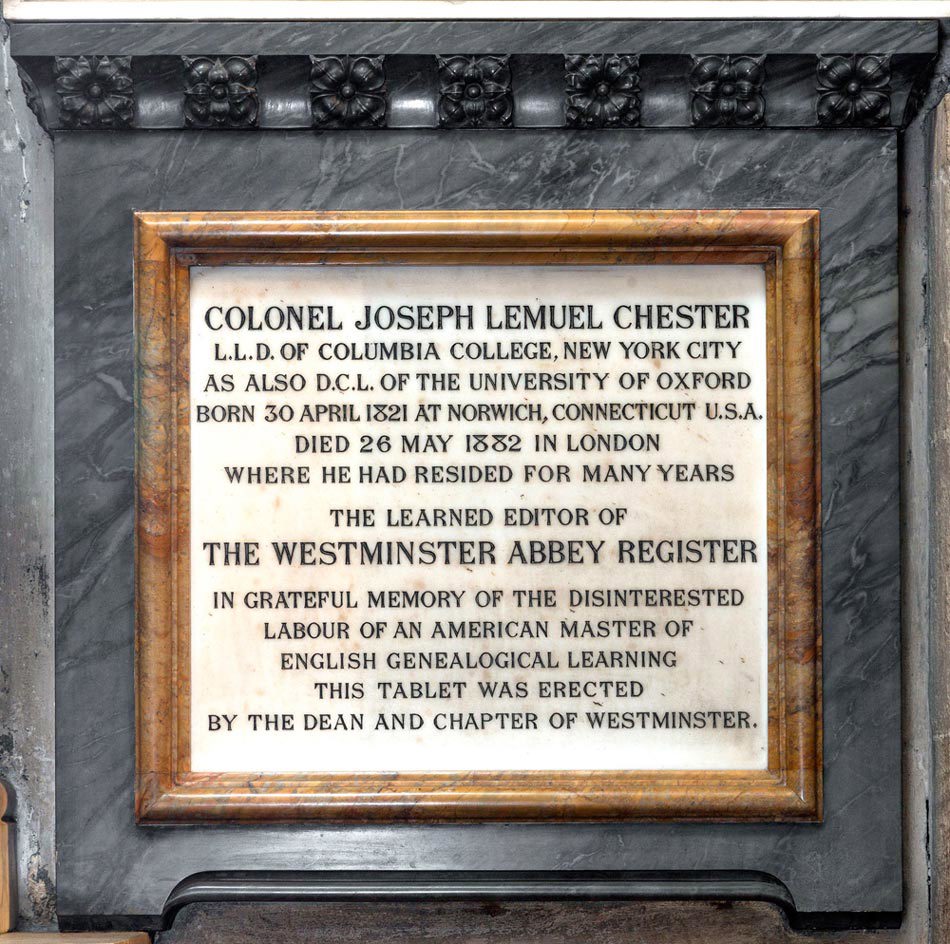 COLONEL JOSEPH LEMUEL CHESTER
L.L.D. OF COLUMBIA COLLEGE, NEW YORK CITY
AS ALSO D.C.L. OF THE UNIVERSITY OF OXFORD
BORN 30 APRIL 1821 AT NORWICH, CONNECTICUT U.S.A.
DIED 26 MAY 1882 IN LONDON
WHERE HE HAD RESIDED FOR MANY YEARS
THE LEARNED EDITOR OF
THE WESTMINSTER ABBEY REGISTER
IN GRATEFUL MEMORY OF THE DISINTERESTED
LABOUR OF AN AMERICAN MASTER OF
ENGLISH GENEALOGICAL LEARNING
THIS TABLET WAS ERECTED
BY THE DEAN AND CHAPTER OF WESTMINSTER.